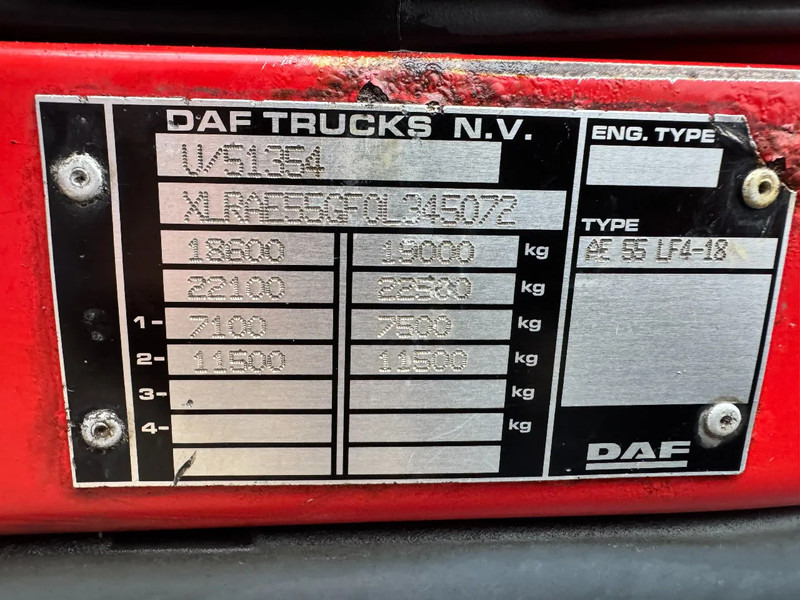 DAF TRUCKS N.V.
V/51354
XLRAE55GF0L345072
18600 19000 kg
22100 22500 kg
1- 7100 7500 kg
2- 11500 11500 kg
3- kg
4- kg
ENG. TYPE
TYPE
AE 55 LF4-18
DAF